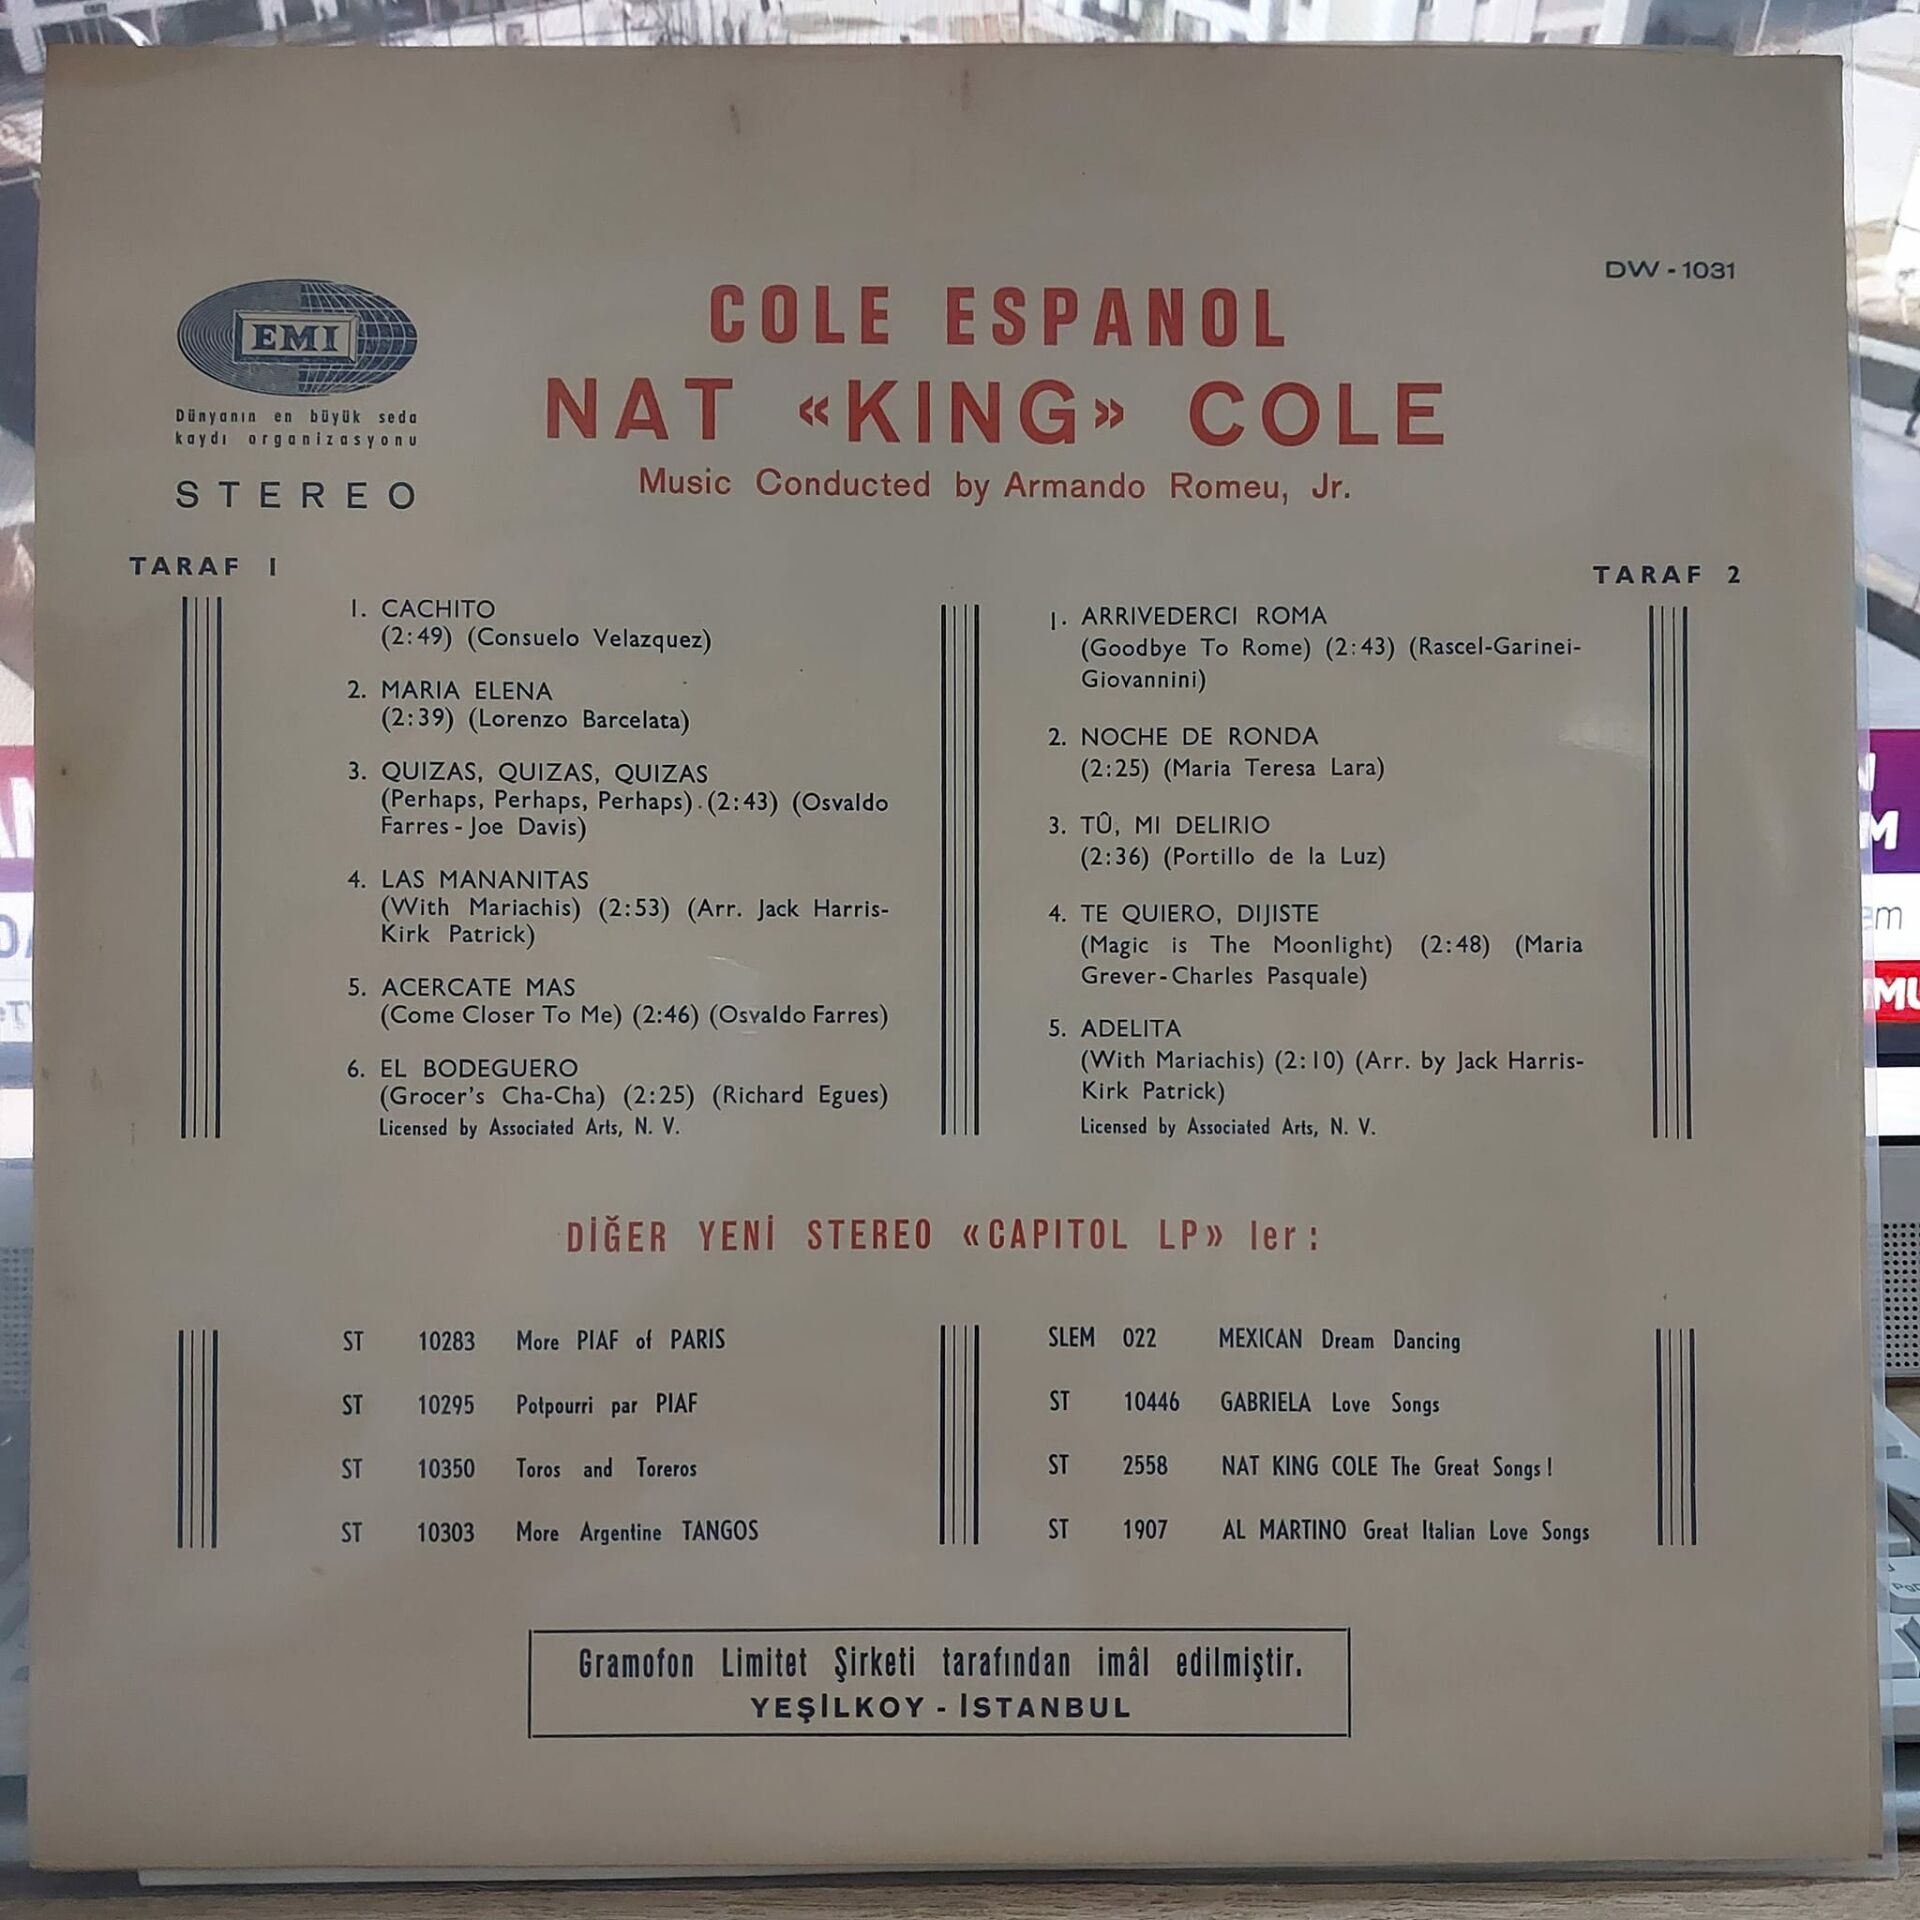 DW - 1031
EMI
Dünyanın en büyük seda
kaydı organizasyonu
STEREO
COLE ESPANOL
NAT «KING» COLE
Music Conducted by Armando Romeu, Jr.
TARAF 1
1. CACHITO
(2:49) (Consuelo Velazquez)
2. MARIA ELENA
(2:39) (Lorenzo Barcelata)
3. QUIZAS, QUIZAS, QUIZAS
(Perhaps, Perhaps, Perhaps). (2:43) (Osvaldo
Farres - Joe Davis)
4. LAS MANANITAS
(With Mariachis) (2:53) (Arr. Jack Harris-
Kirk Patrick)
5. ACERCATE MAS
(Come Closer To Me) (2:46) (Osvaldo Farres)
6. EL BODEGUERO
(Grocer's Cha-Cha) (2:25) (Richard Egues)
Licensed by Associated Arts, N. V.
TARAF 2
1. ARRIVEDERCI ROMA
(Goodbye To Rome) (2:43) (Rascel-Garinei-
Giovannini)
2. NOCHE DE RONDA
(2:25) (Maria Teresa Lara)
3. TÛ, MI DELIRIO
(2:36) (Portillo de la Luz)
4. TE QUIERO, DIJISTE
(Magic is The Moonlight) (2:48) (Maria
Grever-Charles Pasquale)
5. ADELITA
(With Mariachis) (2:10) (Arr. by Jack Harris-
Kirk Patrick)
Licensed by Associated Arts, N. V.
DİĞER YENİ STEREO «CAPITOL LP» ler :
ST 10283 More PIAF of PARIS
ST 10295 Potpourri par PIAF
ST 10350 Toros and Toreros
ST 10303 More Argentine TANGOS
SLEM 022 MEXICAN Dream Dancing
ST 10446 GABRIELA Love Songs
ST 2558 NAT KING COLE The Great Songs !
ST 1907 AL MARTINO Great Italian Love Songs
Gramofon Limitet Şirketi tarafından imâl edilmiştir.
YEŞİLKOY - İSTANBUL